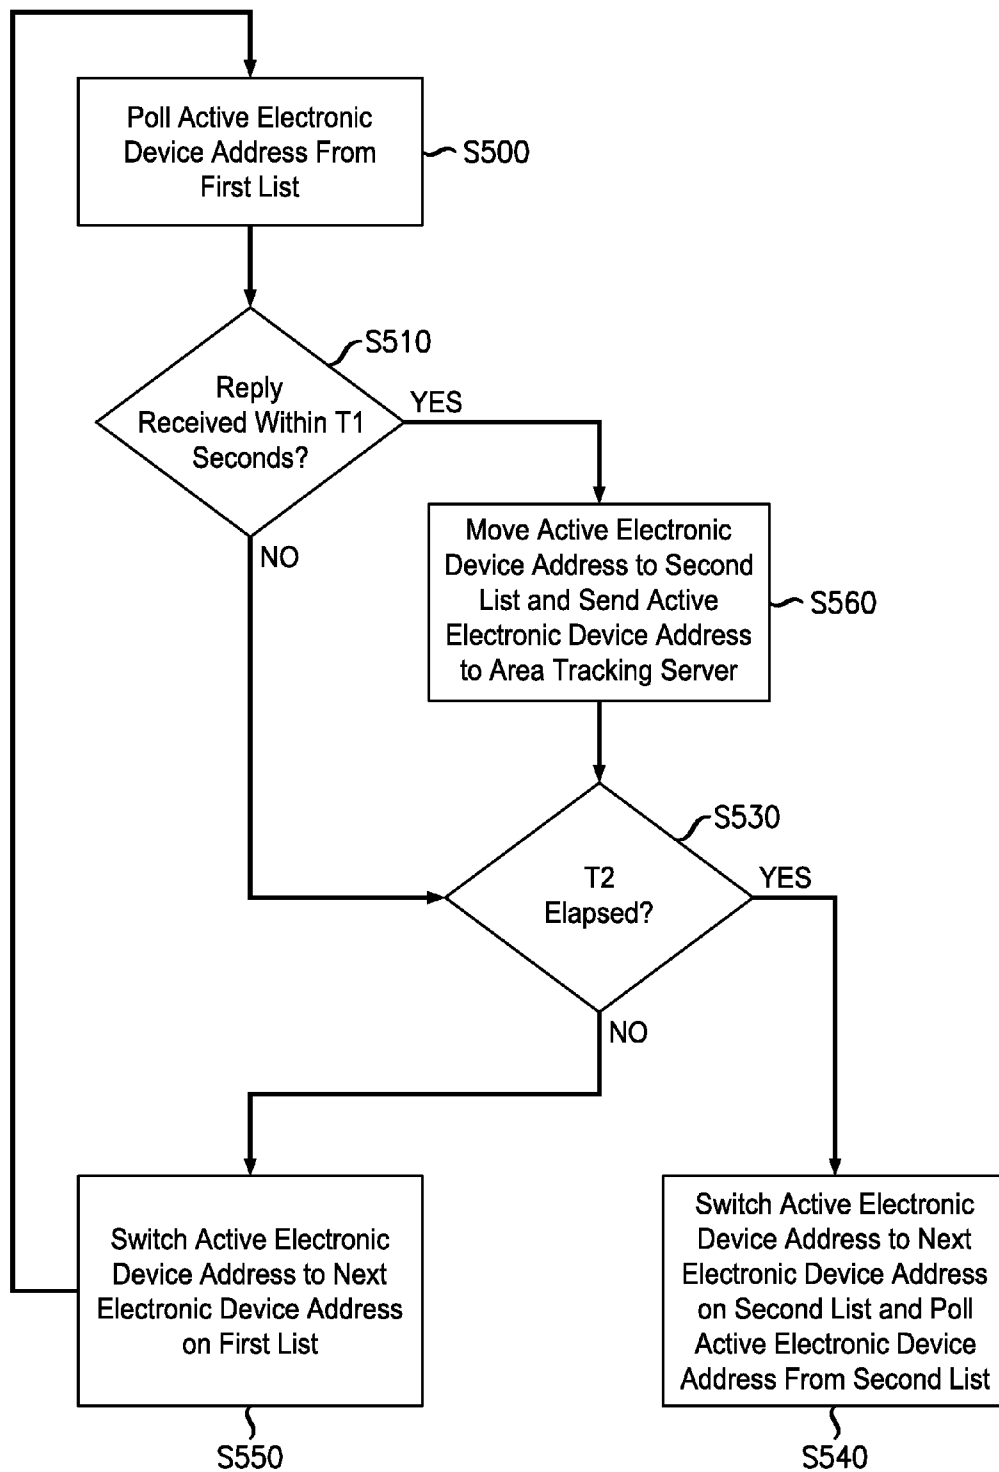 Poll Active Electronic
Device Address From
First List
S500
S510
Reply
Received Within T1
Seconds?
YES
NO
Move Active Electronic
Device Address to Second
List and Send Active
Electronic Device Address
to Area Tracking Server
S560
S530
T2
Elapsed?
YES
NO
Switch Active Electronic
Device Address to Next
Electronic Device Address
on First List
S550
Switch Active Electronic
Device Address to Next
Electronic Device Address
on Second List and Poll
Active Electronic Device
Address From Second List
S540